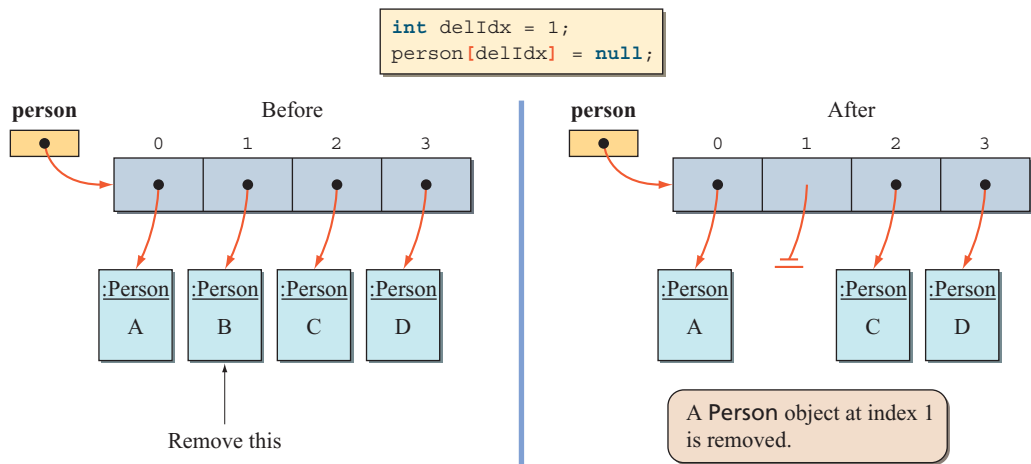 int delIdx = 1;
person[delIdx] = null;
person
Before
0 1 2 3
:Person
A
:Person
B
:Person
C
:Person
D
Remove this
person
After
0 1 2 3
:Person
A
:Person
C
:Person
D
A Person object at index 1
is removed.